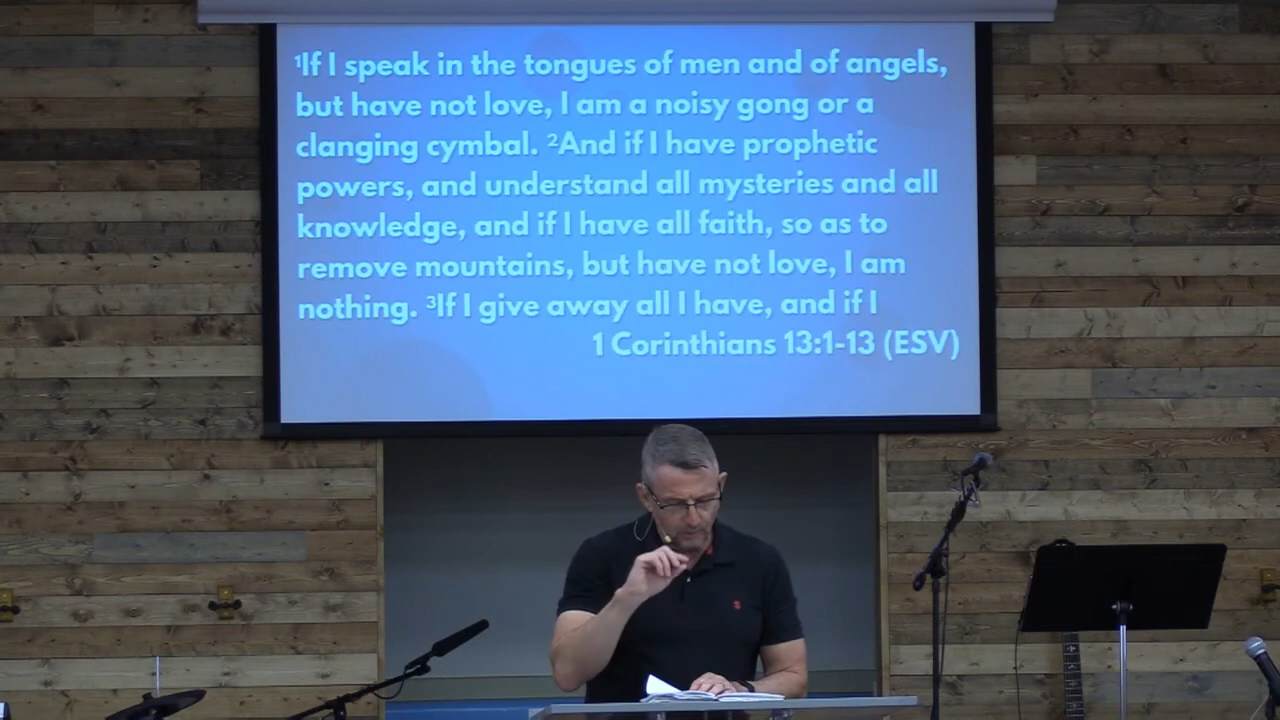 ¹If I speak in the tongues of men and of angels,
but have not love, I am a noisy gong or a
clanging cymbal. ²And if I have prophetic
powers, and understand all mysteries and all
knowledge, and if I have all faith, so as to
remove mountains, but have not love, I am
nothing. ³If I give away all I have, and if I
1 Corinthians 13:1-13 (ESV)